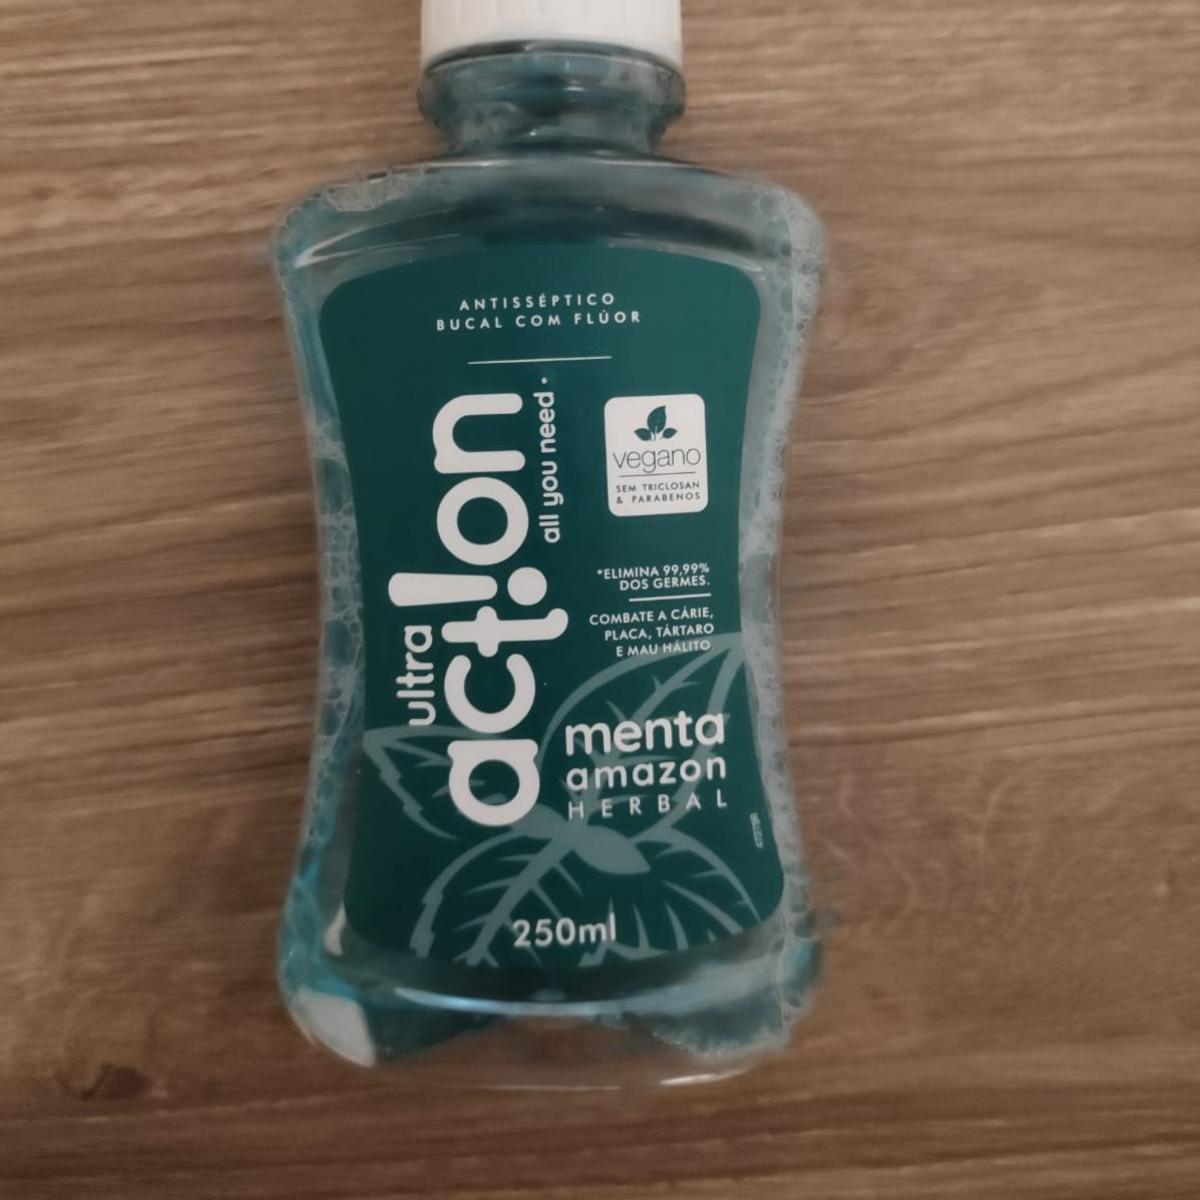 ANTISSÉPTICO
BUCAL COM FLÚOR
ultra
act!on
all you need.
vegano
SEM TRICLOSAN
& PARABENOS
*ELIMINA 99,99%
DOS GERMES.
COMBATE A CÁRIE,
PLACA, TÁRTARO
E MAU HÁLITO.
menta
amazon
HERBAL
250ml